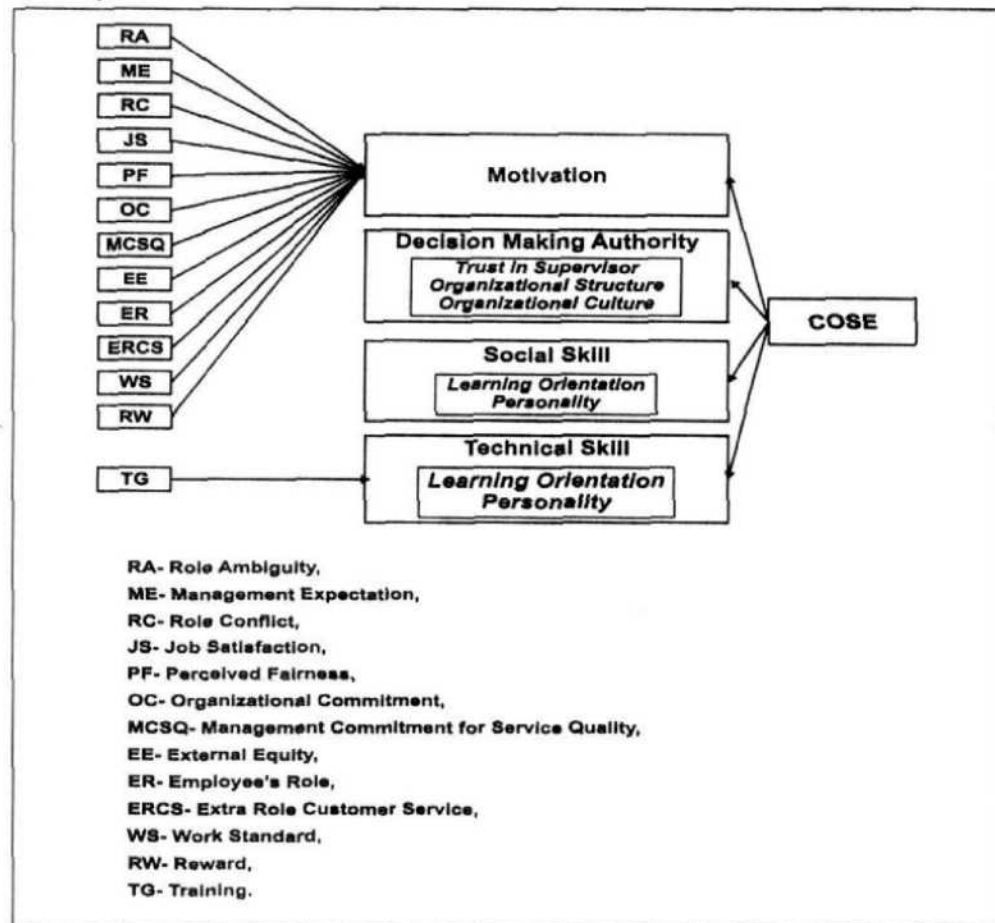 RA
ME
RC
JS
PF
OC
MCSQ
EE
ER
ERCS
WS
RW
TG
Motivation
Decision Making Authority
Trust in Supervisor
Organizational Structure
Organizational Culture
Social Skill
Learning Orientation
Personality
Technical Skill
Learning Orientation
Personality
COSE
RA- Role Ambiguity,
ME- Management Expectation,
RC- Role Conflict,
JS- Job Satisfaction,
PF- Perceived Fairness,
OC- Organizational Commitment,
MCSQ- Management Commitment for Service Quality,
EE- External Equity,
ER- Employee's Role,
ERCS- Extra Role Customer Service,
WS- Work Standard,
RW- Reward,
TG- Training.